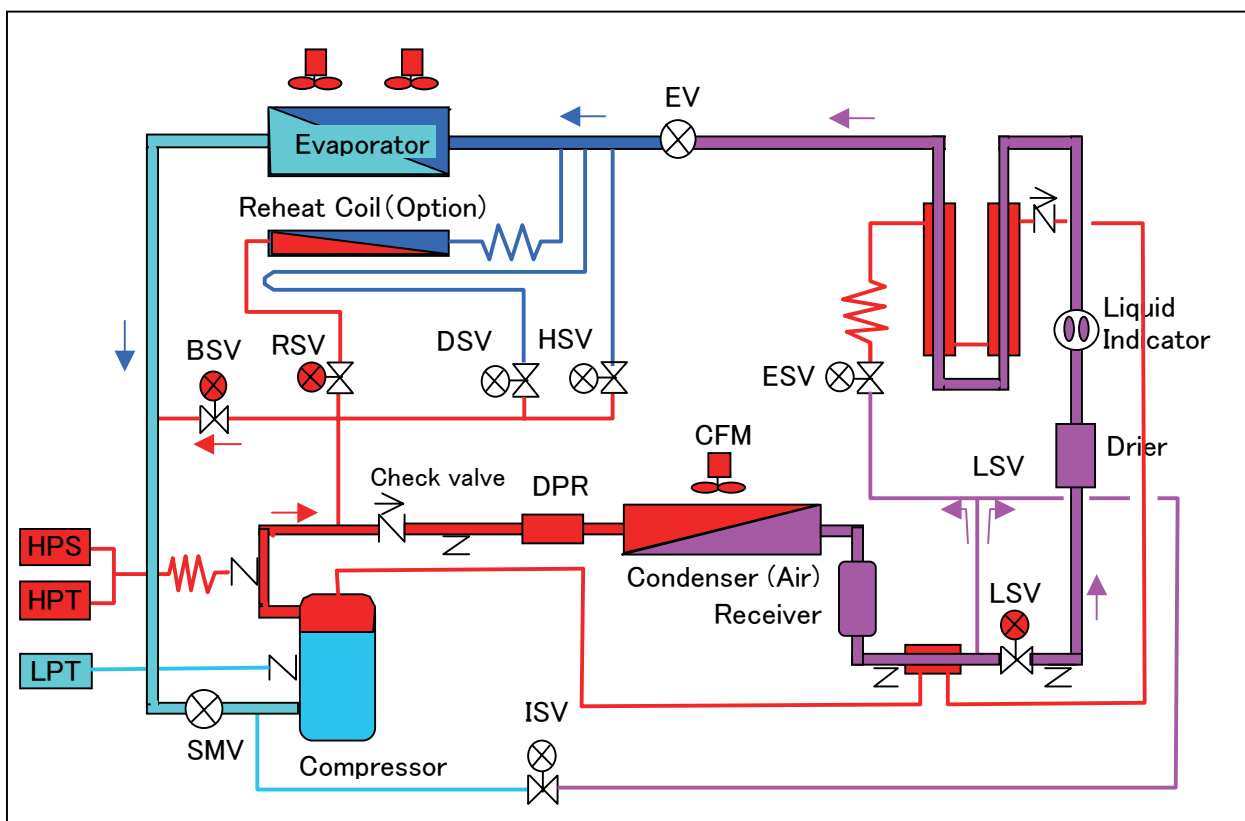 EV
Evaporator
Reheat Coil(Option)
Liquid
Indicator
BSV
RSV
DSV
HSV
ESV
CFM
Drier
Check valve
DPR
LSV
HPS
HPT
Condenser (Air)
Receiver
LSV
LPT
ISV
SMV
Compressor